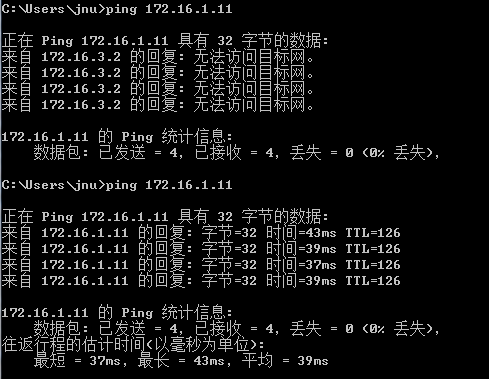 C:\Users\jnu>ping 172.16.1.11
正在 Ping 172.16.1.11 具有 32 字节的数据:
来自 172.16.3.2 的回复: 无法访问目标网。
来自 172.16.3.2 的回复: 无法访问目标网。
来自 172.16.3.2 的回复: 无法访问目标网。
来自 172.16.3.2 的回复: 无法访问目标网。
172.16.1.11 的 Ping 统计信息:
数据包: 已发送 = 4, 已接收 = 4, 丢失 = 0 (0% 丢失),
C:\Users\jnu>ping 172.16.1.11
正在 Ping 172.16.1.11 具有 32 字节的数据:
来自 172.16.1.11 的回复: 字节=32 时间=43ms TTL=126
来自 172.16.1.11 的回复: 字节=32 时间=39ms TTL=126
来自 172.16.1.11 的回复: 字节=32 时间=37ms TTL=126
来自 172.16.1.11 的回复: 字节=32 时间=39ms TTL=126
172.16.1.11 的 Ping 统计信息:
数据包: 已发送 = 4, 已接收 = 4, 丢失 = 0 (0% 丢失),
往返行程的估计时间(以毫秒为单位):
最短 = 37ms, 最长 = 43ms, 平均 = 39ms